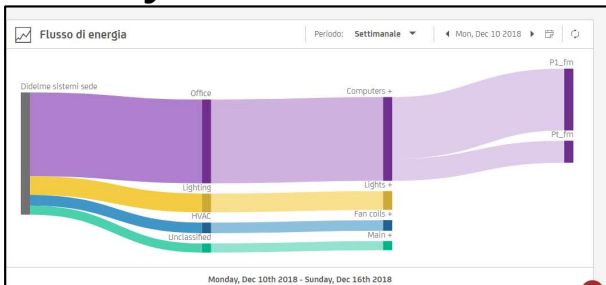 Flusso di energia
Periodo: Settimanale
Mon, Dec 10 2018
P1_fm
Didelme sistemi sede
Office
Computers +
Pt_fm
Lighting
Lights +
HVAC
Fan coils +
Unclassified
Main +
Monday, Dec 10th 2018 - Sunday, Dec 16th 2018